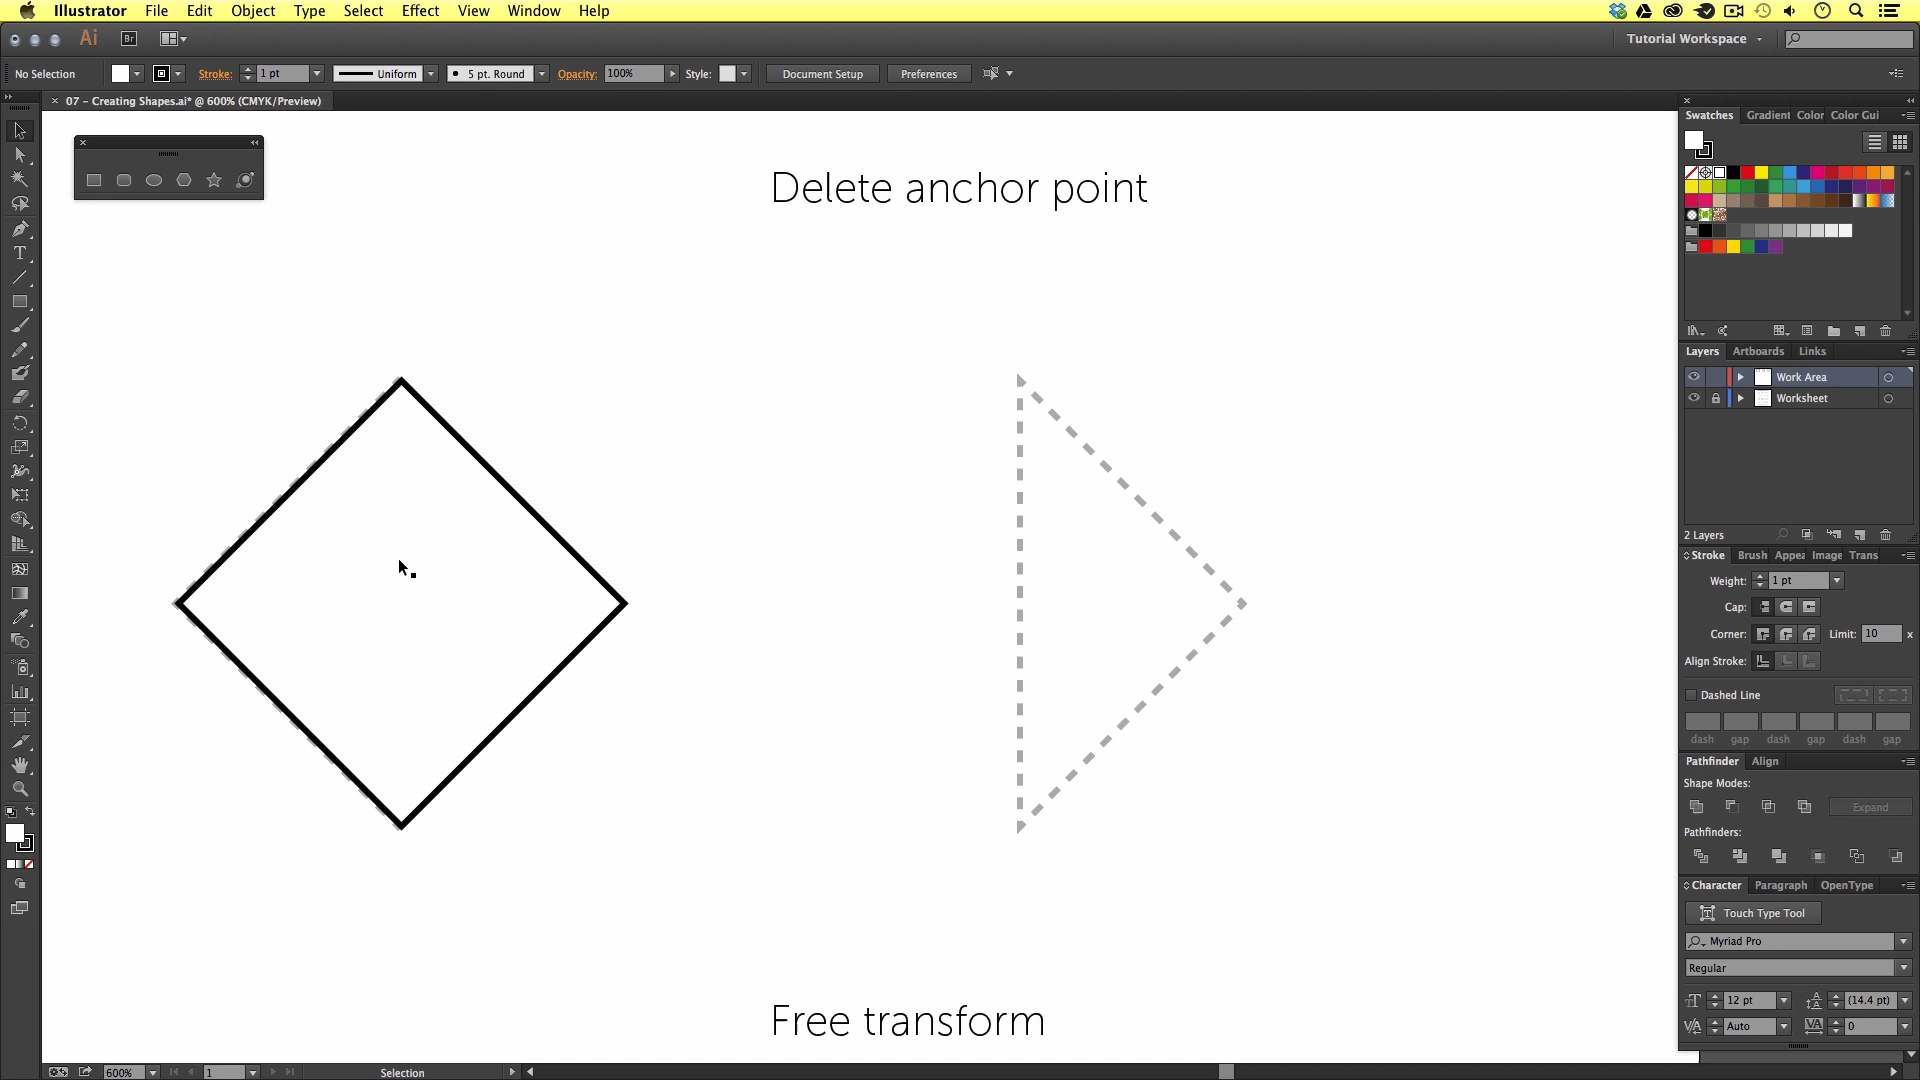 Illustrator File Edit Object Type Select Effect View Window Help
Ai Br Tutorial Workspace
No Selection Stroke: 1 pt Uniform 5 pt. Round Opacity: 100% Style: Document Setup Preferences
07 - Creating Shapes.ai* @ 600% (CMYK/Preview)
Swatches Gradient Color Color Gui
Delete anchor point
Layers Artboards Links
Work Area
Worksheet
2 Layers
Stroke Brush Appea Image Trans
Weight: 1 pt
Cap:
Corner: Limit: 10 x
Align Stroke:
Dashed Line
dash gap dash gap dash gap
Pathfinder Align
Shape Modes:
Expand
Pathfinders:
Character Paragraph OpenType
Touch Type Tool
Myriad Pro
Regular
12 pt (14.4 pt)
Auto 0
Free transform
600% 1 Selection